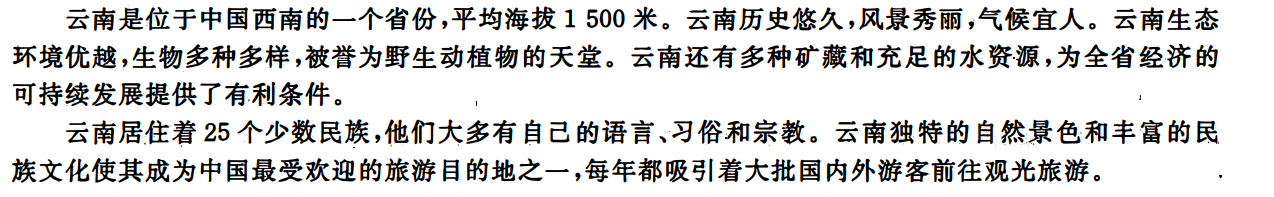 云南是位于中国西南的一个省份,平均海拔 1 500 米。云南历史悠久,风景秀丽,气候宜人。云南生态
环境优越,生物多种多样,被誉为野生动植物的天堂。云南还有多种矿藏和充足的水资源,为全省经济的
可持续发展提供了有利条件。
云南居住着 25 个少数民族,他们大多有自己的语言、习俗和宗教。云南独特的自然景色和丰富的民
族文化使其成为中国最受欢迎的旅游目的地之一,每年都吸引着大批国内外游客前往观光旅游。